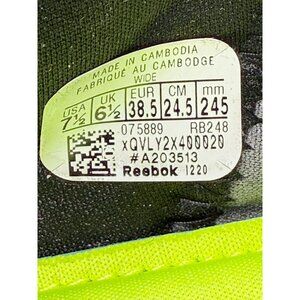 MADE IN CAMBODIA
FABRIQUÉ AU CAMBODGE
WIDE
USA UK EUR CM mm
7½ 6½ 38.5 24.5 245
075889 RB248
XQVLY2X400020
#A203513
Reebok 1220